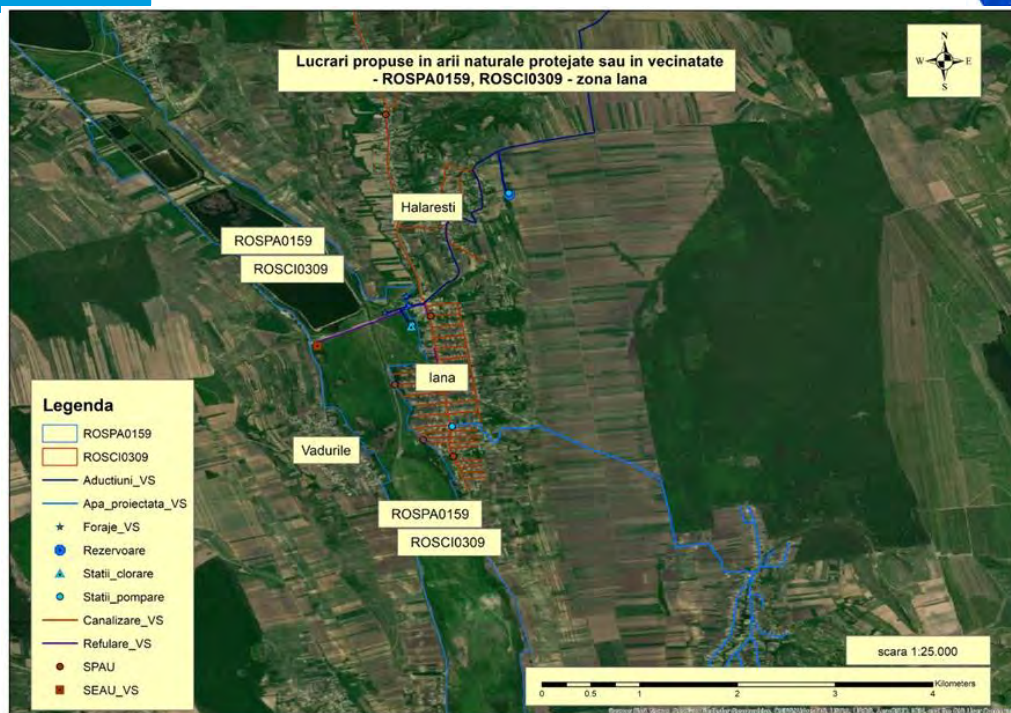 Lucrari propuse in arii naturale protejate sau in vecinatate
- ROSPA0159, ROSCI0309 - zona Iana
N
W E
S
Halaresti
ROSPA0159
ROSCI0309
Iana
Vadurile
ROSPA0159
ROSCI0309
Legenda
ROSPA0159
ROSCI0309
Aductiuni_VS
Apa_proiectata_VS
Foraje_VS
Rezervoare
Statii_clorare
Statii_pompare
Canalizare_VS
Refulare_VS
SPAU
SEAU_VS
scara 1:25.000
Kilometers
0 0.5 1 2 3 4